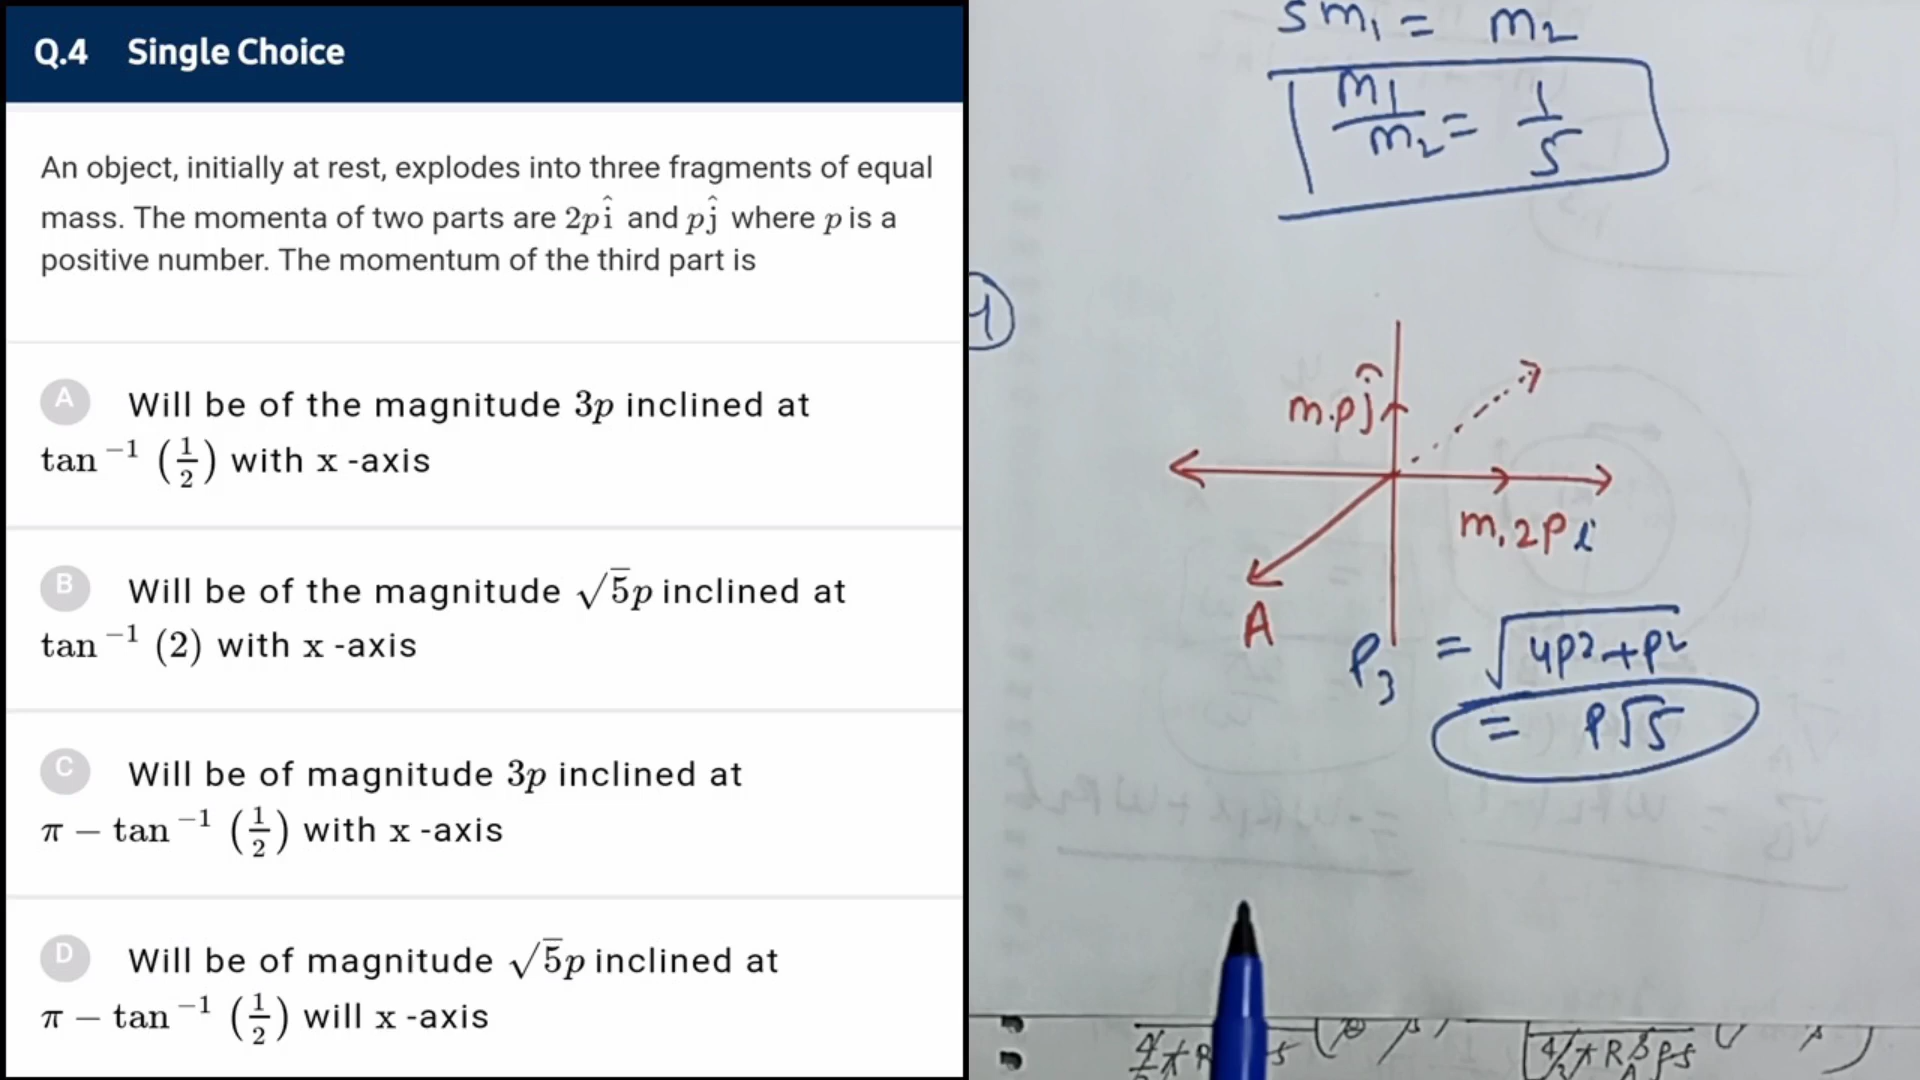 Q.4 Single Choice
An object, initially at rest, explodes into three fragments of equal
mass. The momenta of two parts are 2pî and pĵ where p is a
positive number. The momentum of the third part is
A Will be of the magnitude 3p inclined at
tan⁻¹ (1/2) with x -axis
B Will be of the magnitude √5p inclined at
tan⁻¹ (2) with x -axis
C Will be of magnitude 3p inclined at
π − tan⁻¹ (1/2) with x -axis
D Will be of magnitude √5p inclined at
π − tan⁻¹ (1/2) will x -axis
5m₁ = m₂
m₁/m₂ = 1/5
4
m.pĵ
m.2pi
A
P₃ = √4P²+P²
= P√5